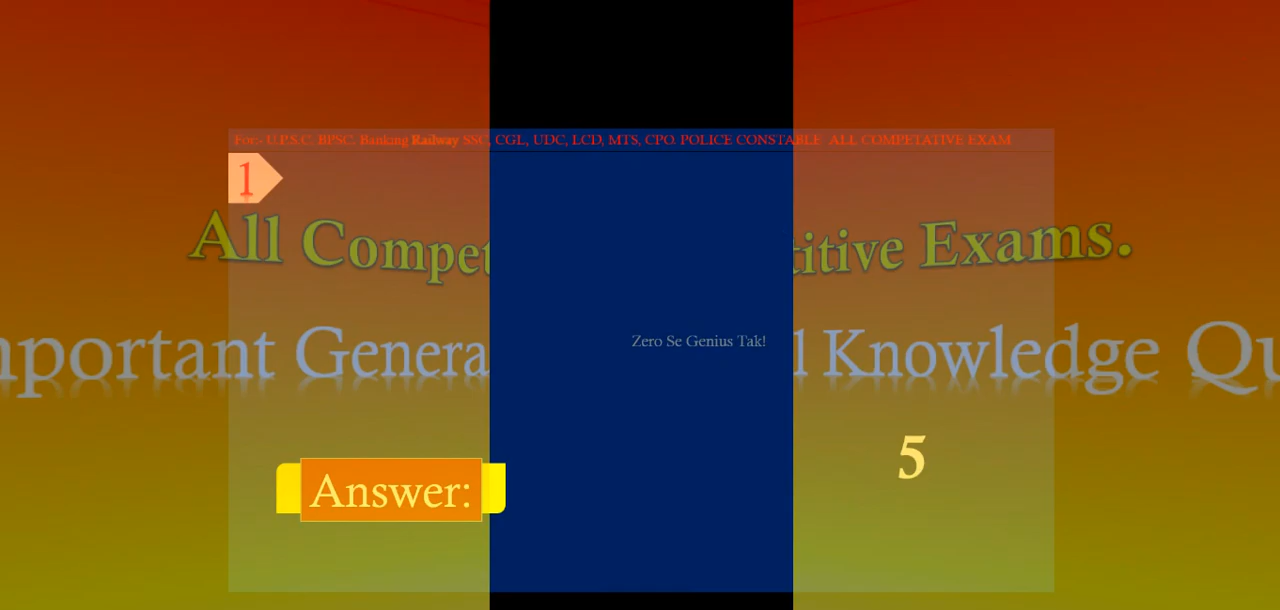 For:- U.P.S.C. BPSC. Banking Railway SSC, CGL, UDC, LCD, MTS, CPO. POLICE CONSTABLE ALL COMPETATIVE EXAM
1
All Compet titive Exams.
Zero Se Genius Tak!
mportant Genera l Knowledge Qu
5
Answer: